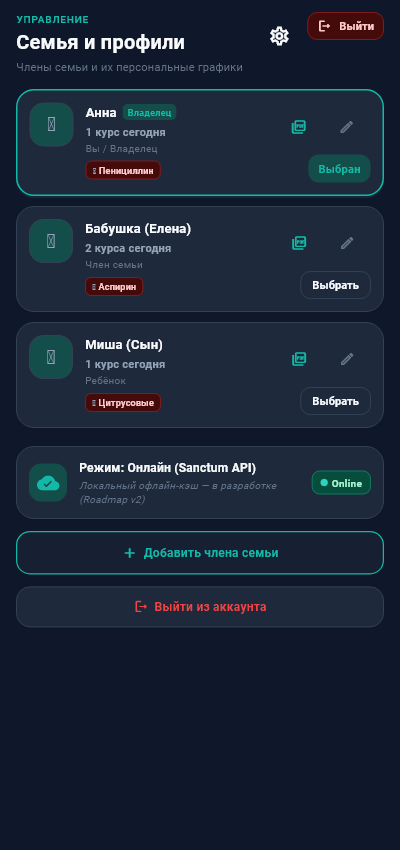 УПРАВЛЕНИЕ
Семья и профили
Выйти
Члены семьи и их персональные графики
Анна Владелец
1 курс сегодня
Вы / Владелец
Пенициллин
Выбран
Бабушка (Елена)
2 курса сегодня
Член семьи
Аспирин
Выбрать
Миша (Сын)
1 курс сегодня
Ребёнок
Цитрусовые
Выбрать
Режим: Онлайн (Sanctum API)
Локальный офлайн-кэш — в разработке
(Roadmap v2)
Online
Добавить члена семьи
Выйти из аккаунта